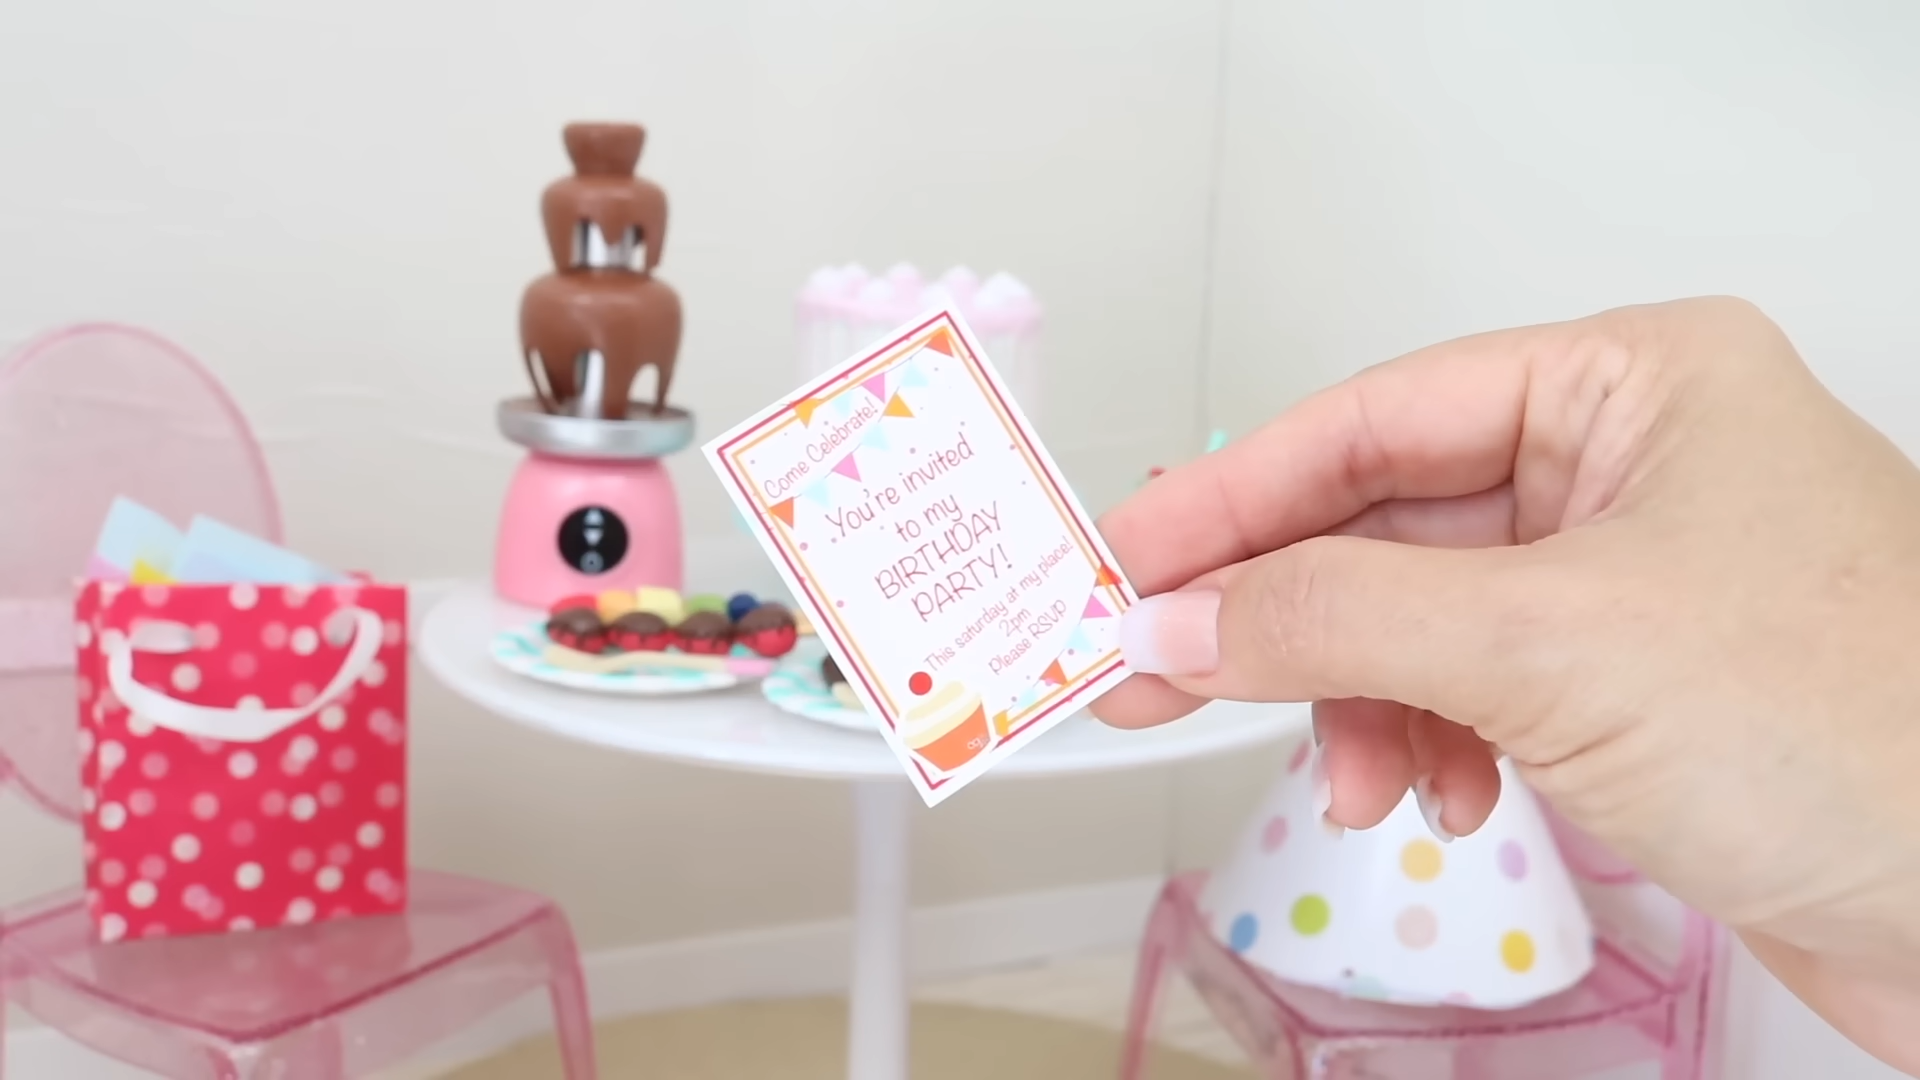 Come Celebrate!
You're invited
to my
BIRTHDAY
PARTY!
This saturday at my place!
2pm
please RSVP